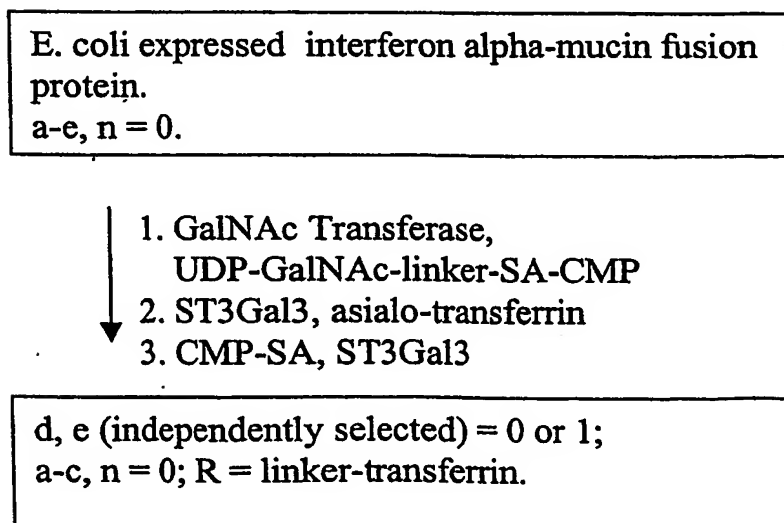 E. coli expressed interferon alpha-mucin fusion
protein.
a-e, n = 0.
1. GalNAc Transferase,
UDP-GalNAc-linker-SA-CMP
2. ST3Gal3, asialo-transferrin
3. CMP-SA, ST3Gal3
d, e (independently selected) = 0 or 1;
a-c, n = 0; R = linker-transferrin.